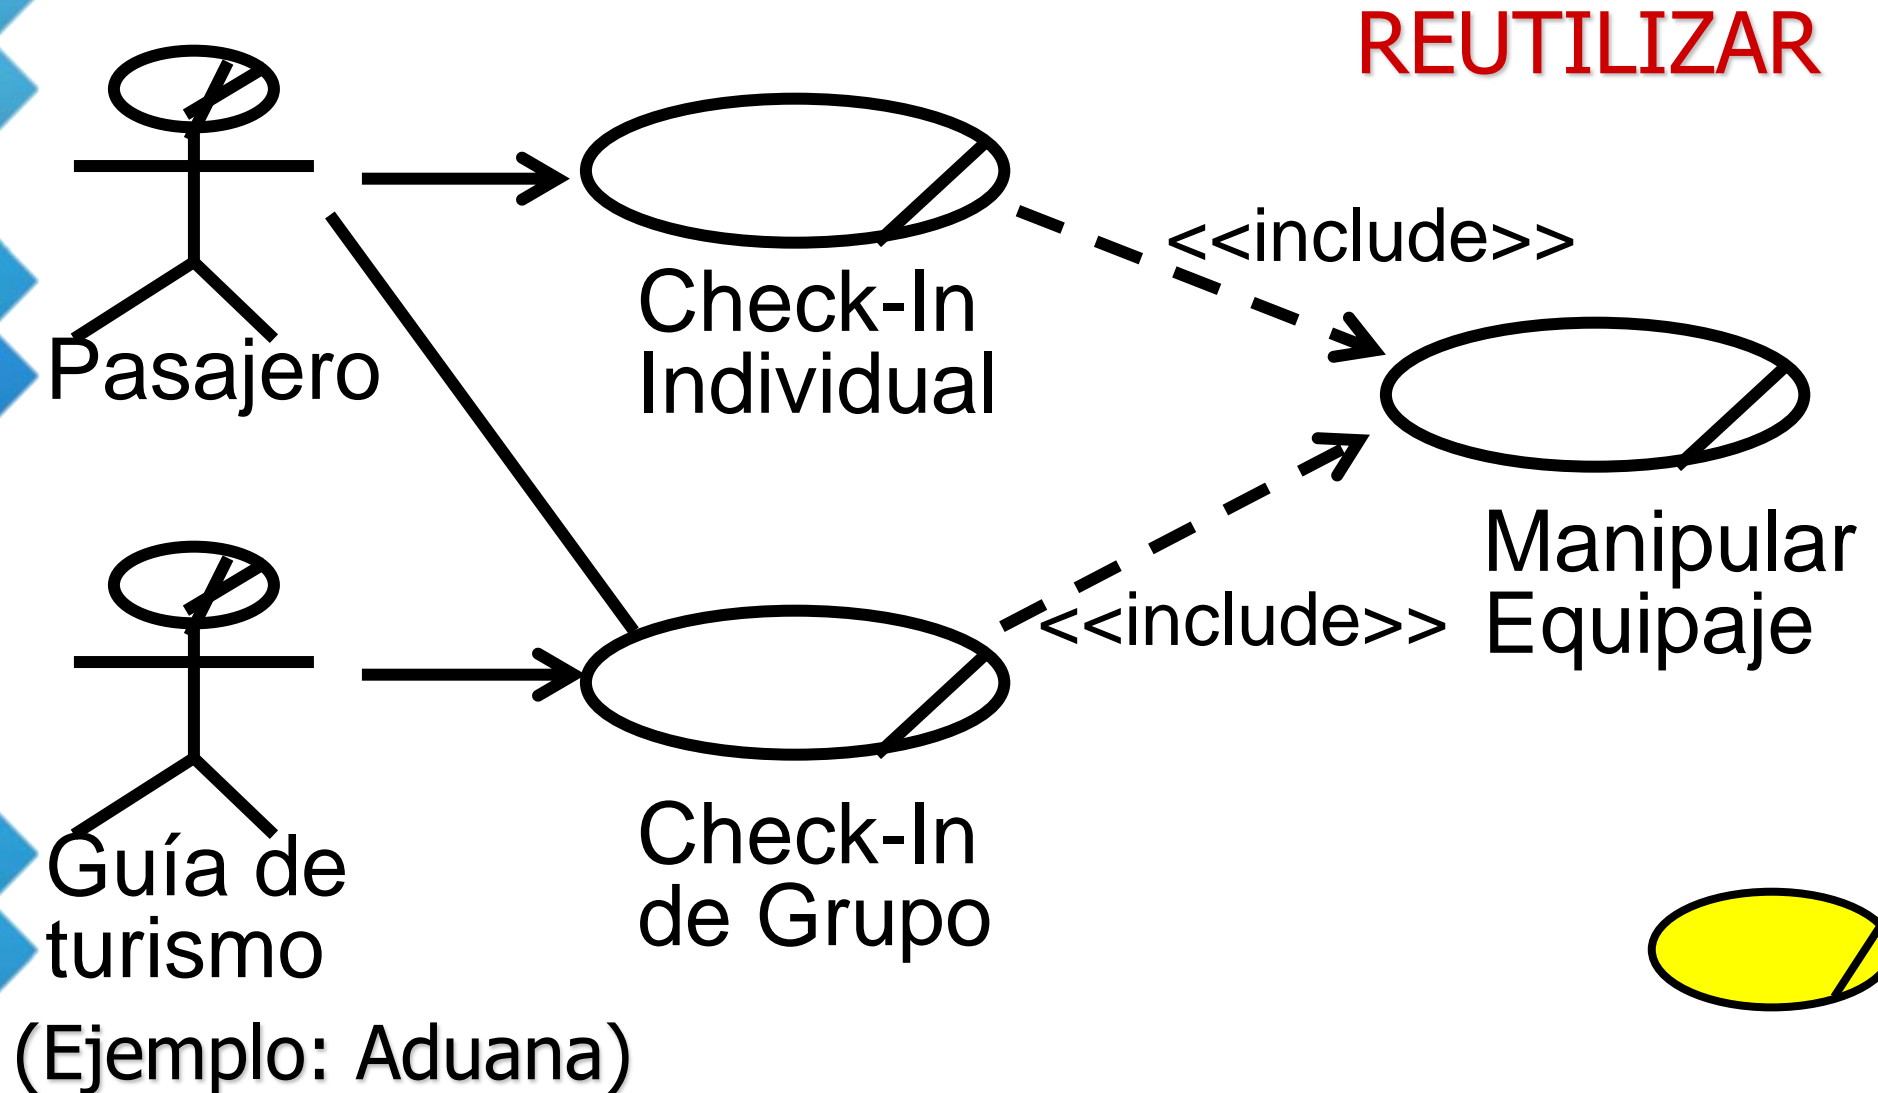 REUTILIZAR
<<include>>
Check-In
Individual
Pasajero
Manipular
Equipaje
<<include>>
Check-In
de Grupo
Guía de
turismo
(Ejemplo: Aduana)